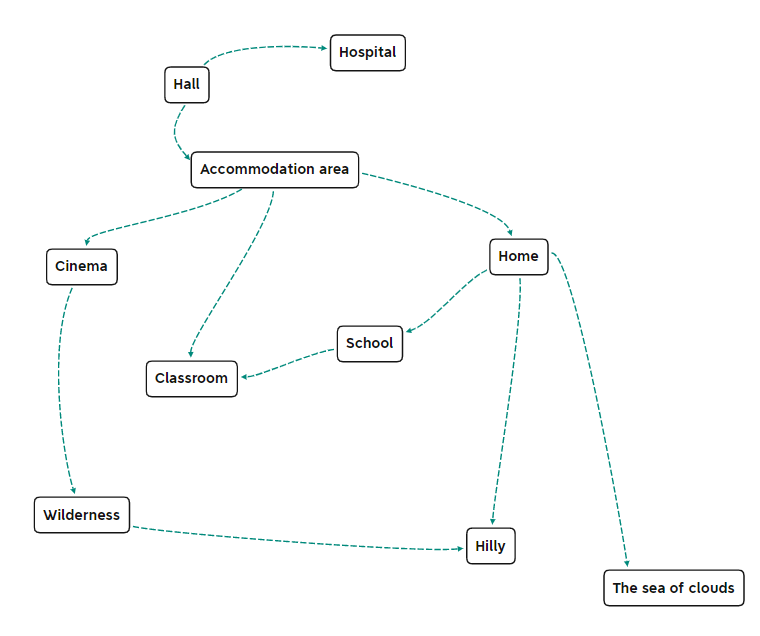 Hospital
Hall
Accommodation area
Home
Cinema
School
Classroom
Wilderness
Hilly
The sea of clouds